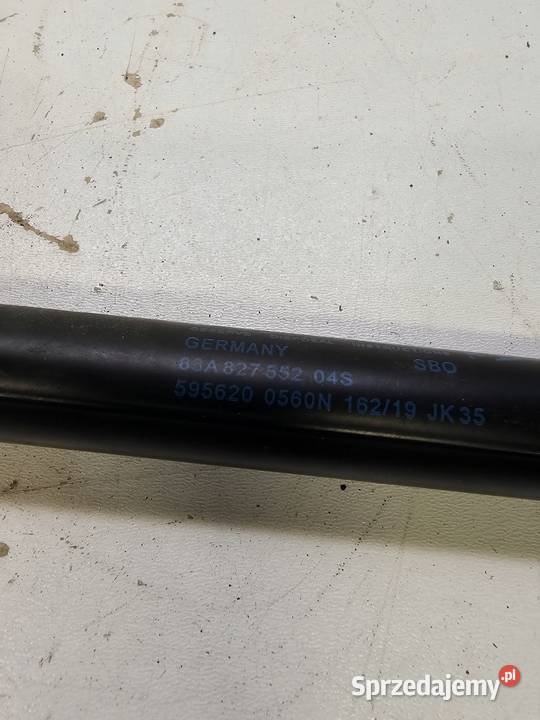 GERMANY SBO
83A 827 552 04S
595620 0560N 162/19 JK35
Sprzedajemy.pl